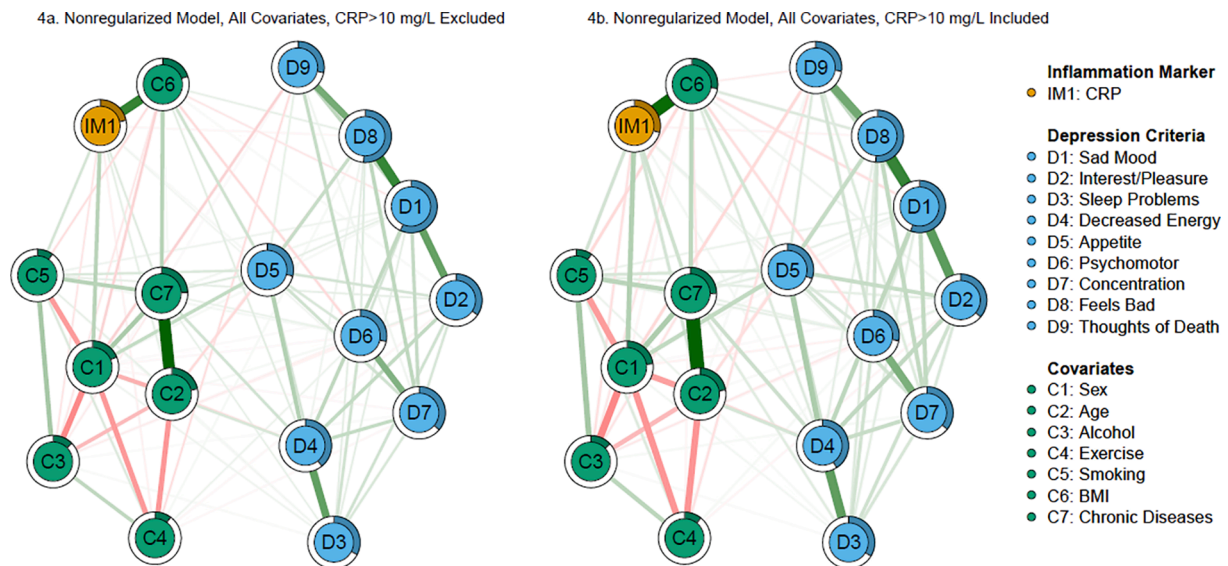 4a. Nonregularized Model, All Covariates, CRP>10 mg/L Excluded
D9
C6
IM1
D8
D1
D5
C5
C7
D2
D6
C1
C2
D7
D4
C3
C4
D3
4b. Nonregularized Model, All Covariates, CRP>10 mg/L Included
D9
C6
IM1
D8
D1
D5
C5
C7
D2
D6
C1
C2
D7
D4
C3
C4
D3
Inflammation Marker
IM1: CRP
Depression Criteria
D1: Sad Mood
D2: Interest/Pleasure
D3: Sleep Problems
D4: Decreased Energy
D5: Appetite
D6: Psychomotor
D7: Concentration
D8: Feels Bad
D9: Thoughts of Death
Covariates
C1: Sex
C2: Age
C3: Alcohol
C4: Exercise
C5: Smoking
C6: BMI
C7: Chronic Diseases